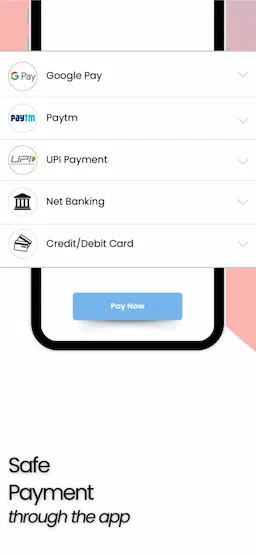 G Pay Google Pay
Paytm Paytm
UPI UPI Payment
Net Banking
Credit/Debit Card
Pay Now
Safe
Payment
through the app